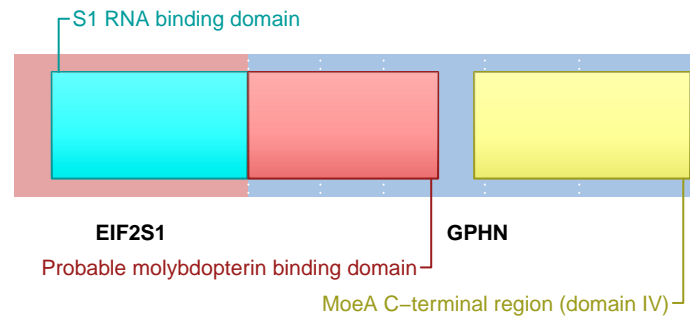 S1 RNA binding domain
EIF2S1 GPHN
Probable molybdopterin binding domain
MoeA C−terminal region (domain IV)